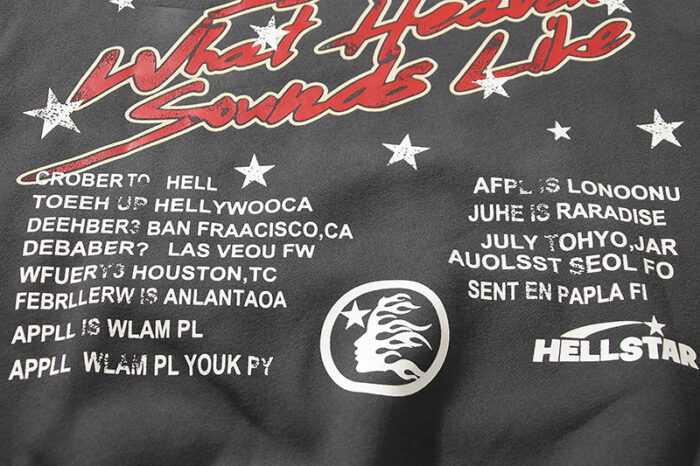 What Heaven
Sounds Like
CROBERTO HELL
TOEEH UP HELLYWOOCA
DEEHBER3 BAN FRAACISCO,CA
DEBABER? LAS VEOU FW
WFUERT3 HOUSTON,TC
FEBRLLERW IS ANLANTAOA
APPLL IS WLAM PL
APPLL WLAM PL YOUK PY
AFPL IS LONOONU
JUHE IS RARADISE
JULY TOHYO,JAR
AUOLSST SEOL FO
SENT EN PAPLA FI
HELLSTAR